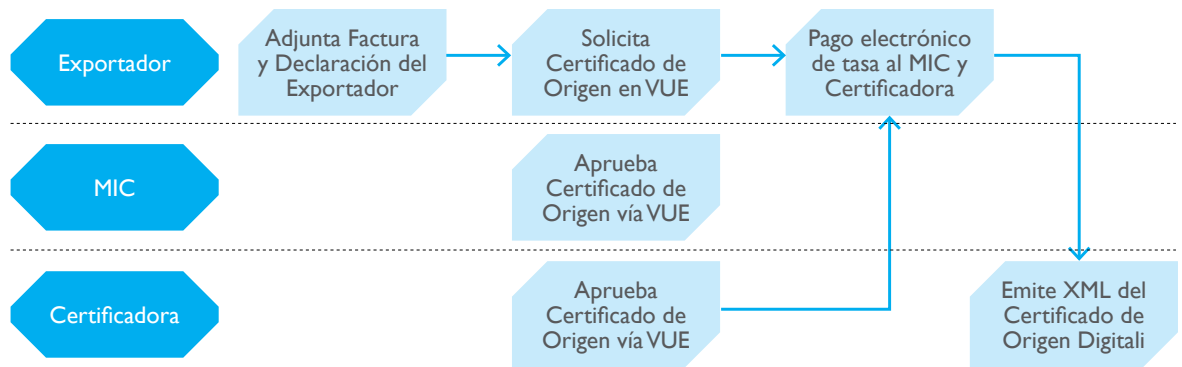 Exportador
Adjunta Factura
y Declaración del
Exportador
Solicita
Certificado de
Origen en VUE
Pago electrónico
de tasa al MIC y
Certificadora
MIC
Aprueba
Certificado de
Origen vía VUE
Certificadora
Aprueba
Certificado de
Origen vía VUE
Emite XML del
Certificado de
Origen Digitali